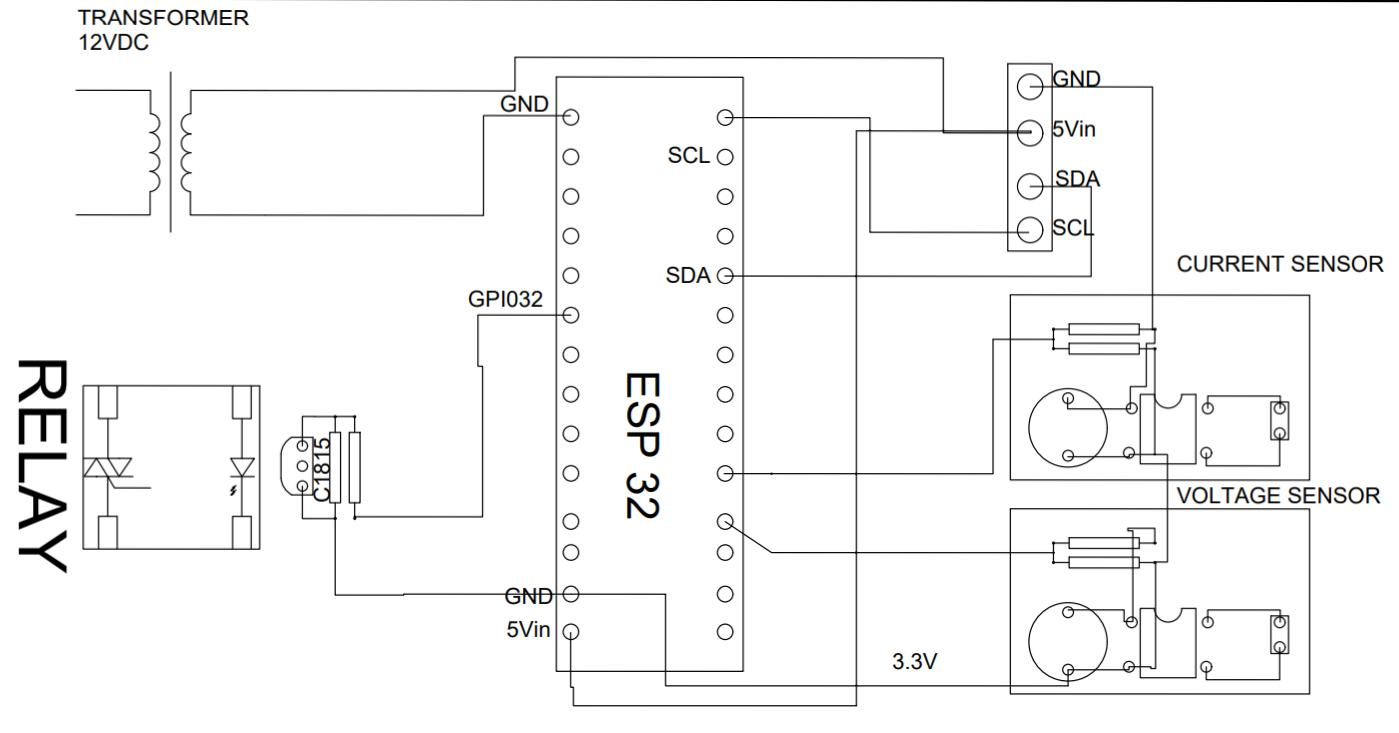 TRANSFORMER
12VDC
GND
GND
5Vin
SCL
SDA
SCL
SDA
CURRENT SENSOR
GPI032
RELAY
C1815
ESP 32
VOLTAGE SENSOR
GND
5Vin
3.3V